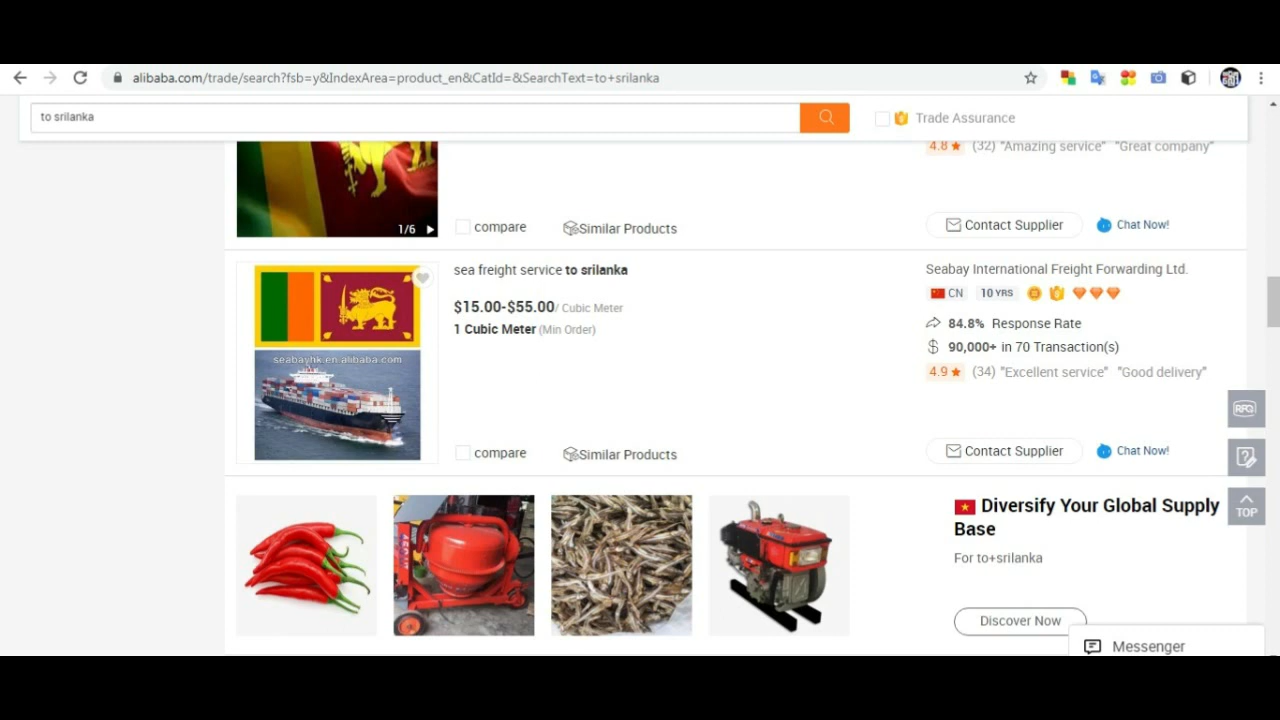 alibaba.com/trade/search?fsb=y&IndexArea=product_en&CatId=&SearchText=to+srilanka
to srilanka
Trade Assurance
4.8 (32) "Amazing service" "Great company"
1/6
compare
Similar Products
Contact Supplier
Chat Now!
sea freight service to srilanka
$15.00-$55.00/ Cubic Meter
1 Cubic Meter (Min Order)
seabayhk.en.alibaba.com
compare
Similar Products
Seabay International Freight Forwarding Ltd.
CN 10 YRS
84.8% Response Rate
90,000+ in 70 Transaction(s)
4.9 (34) "Excellent service" "Good delivery"
Contact Supplier
Chat Now!
RFQ
TOP
Diversify Your Global Supply
Base
For to+srilanka
Discover Now
Messenger